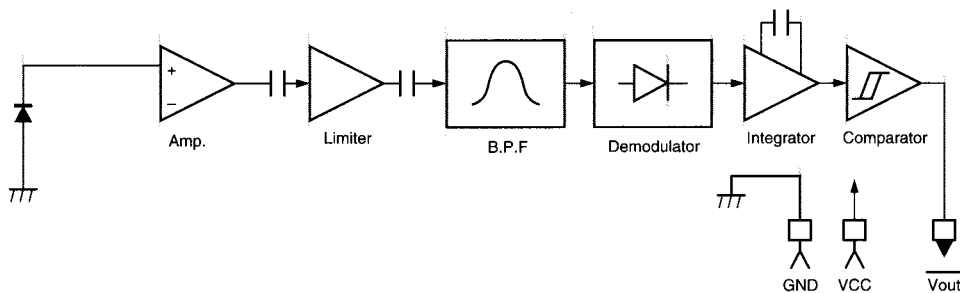 +
−
Amp.
Limiter
B.P.F
Demodulator
Integrator
Comparator
GND
VCC
Vout